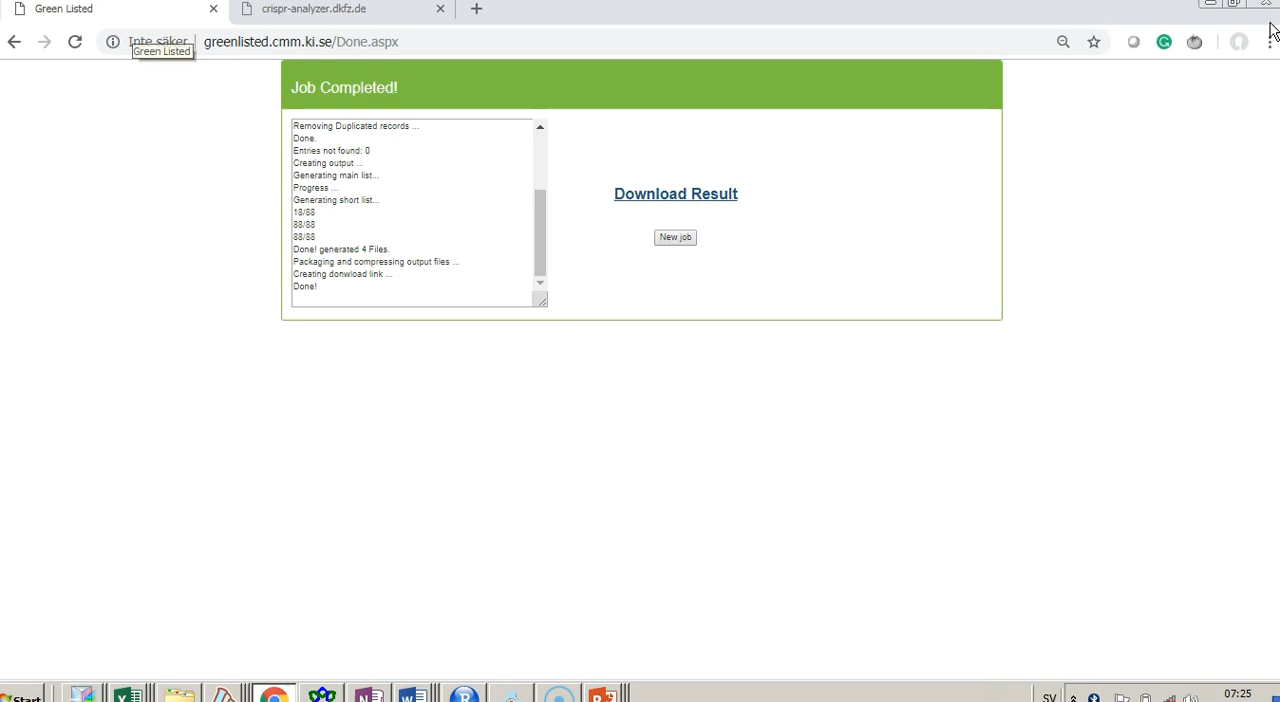 Green Listed
crispr-analyzer.dkfz.de
Inte säker
greenlisted.cmm.ki.se/Done.aspx
Green Listed
Job Completed!
Removing Duplicated records ...
Done.
Entries not found: 0
Creating output ...
Generating main list...
Progress ...
Generating short list...
18/88
88/88
88/88
Done! generated 4 Files.
Packaging and compressing output files ...
Creating donwload link ...
Done!
Download Result
New job
Start
SV
07:25